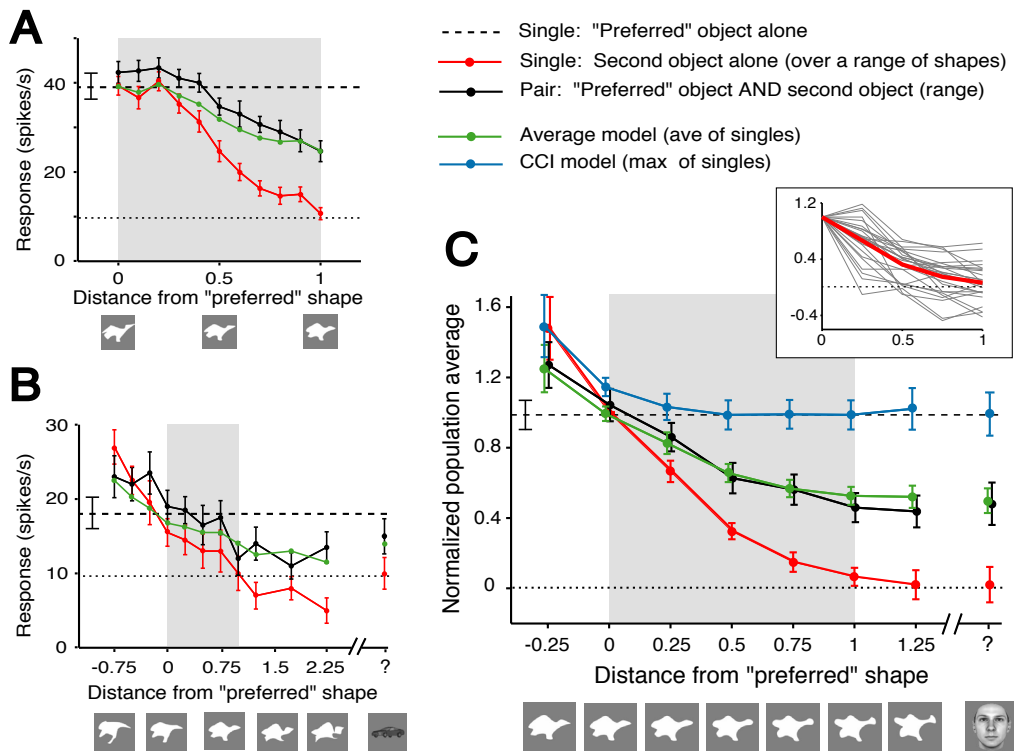 A
Response (spikes/s)
40
20
0
0
0.5
1
Distance from "preferred" shape
Single: "Preferred" object alone
Single: Second object alone (over a range of shapes)
Pair: "Preferred" object AND second object (range)
Average model (ave of singles)
CCI model (max of singles)
B
Response (spikes/s)
30
20
10
0
-0.75
0
0.75
1.5
2.25
?
Distance from "preferred" shape
C
Normalized population average
1.6
1.2
0.8
0.4
0
-0.25
0
0.25
0.5
0.75
1
1.25
?
Distance from "preferred" shape
1.2
0.4
-0.4
0
0.5
1